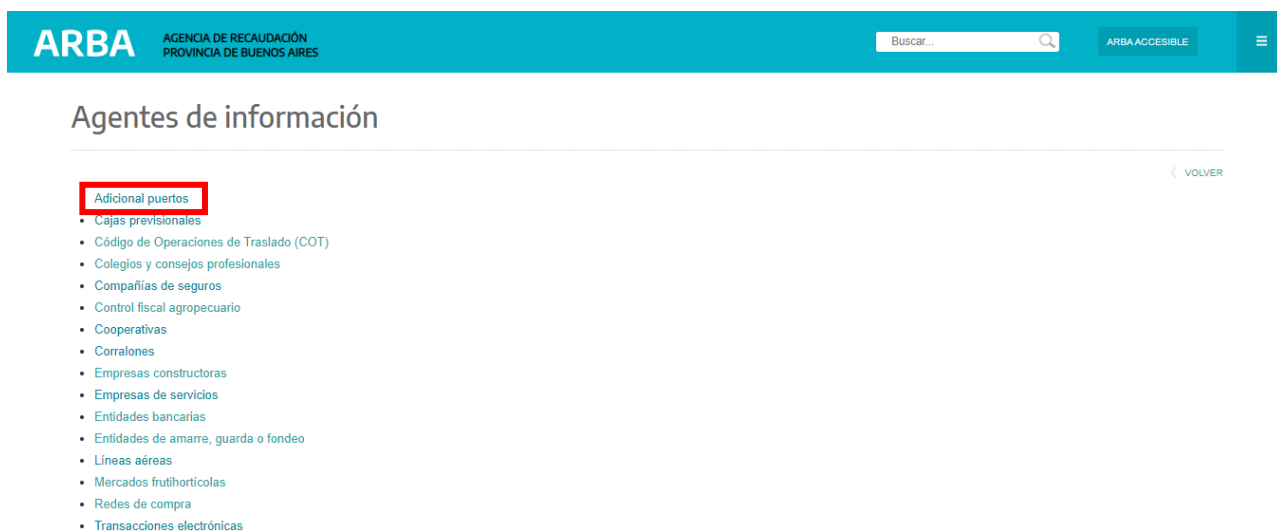 ARBA
AGENCIA DE RECAUDACIÓN
PROVINCIA DE BUENOS AIRES
Buscar...
ARBA ACCESIBLE
Agentes de información
VOLVER
Adicional puertos
Cajas previsionales
Código de Operaciones de Traslado (COT)
Colegios y consejos profesionales
Compañías de seguros
Control fiscal agropecuario
Cooperativas
Corralones
Empresas constructoras
Empresas de servicios
Entidades bancarias
Entidades de amarre, guarda o fondeo
Líneas aéreas
Mercados frutihortícolas
Redes de compra
Transacciones electrónicas